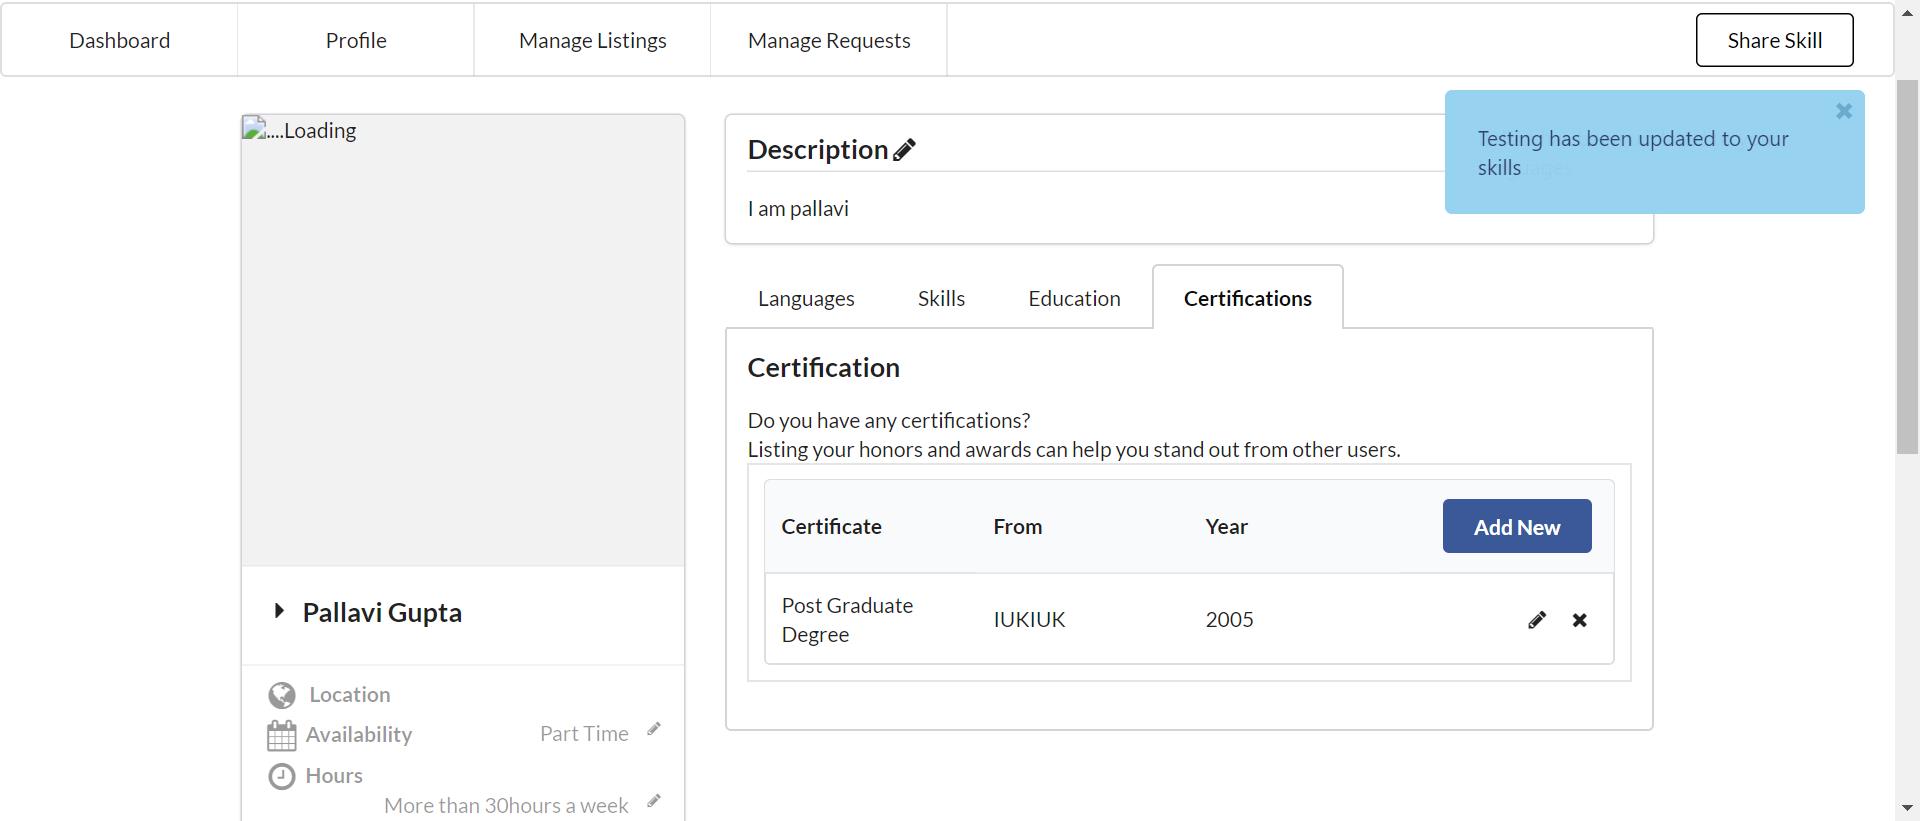 Dashboard
Profile
Manage Listings
Manage Requests
Share Skill
....Loading
Description
Testing has been updated to your
skills
I am pallavi
Languages
Skills
Education
Certifications
Certification
Do you have any certifications?
Listing your honors and awards can help you stand out from other users.
Certificate
From
Year
Add New
Post Graduate
Degree
IUKIUK
2005
Pallavi Gupta
Location
Availability
Part Time
Hours
More than 30hours a week